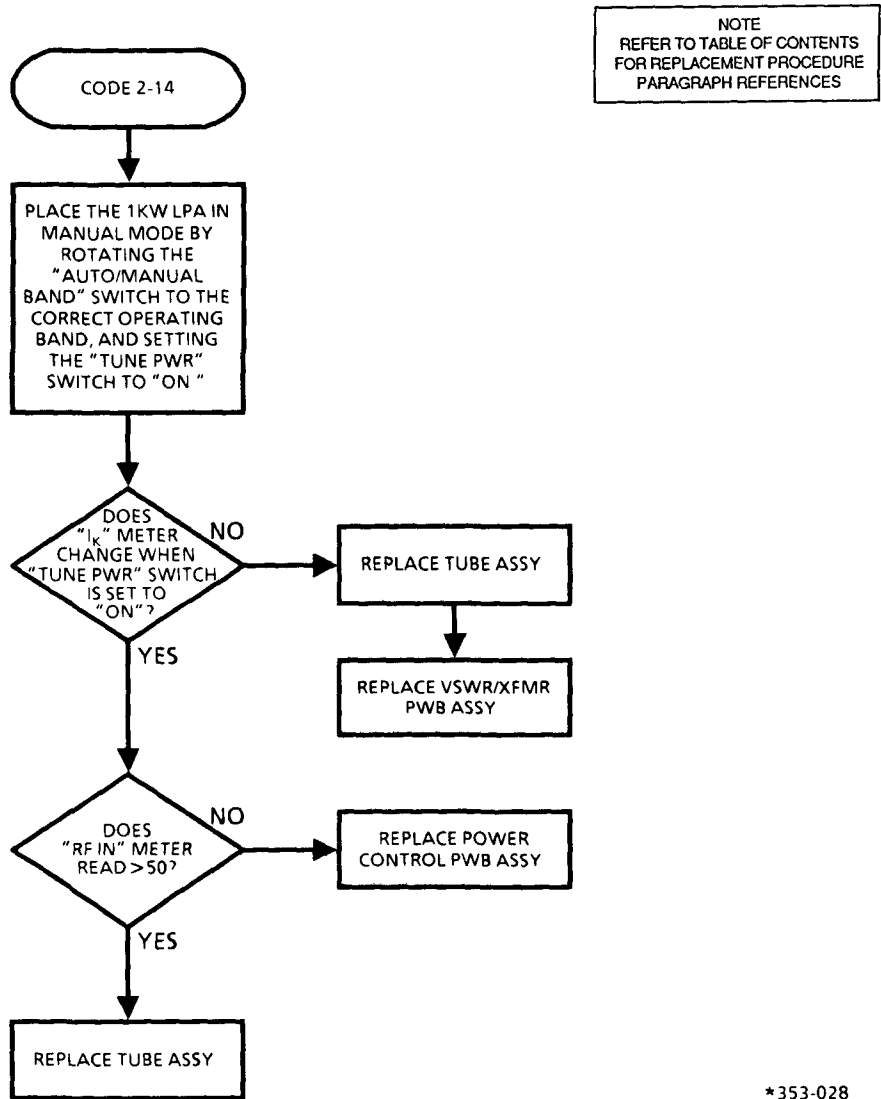 NOTE
REFER TO TABLE OF CONTENTS
FOR REPLACEMENT PROCEDURE
PARAGRAPH REFERENCES
CODE 2-14
PLACE THE 1KW LPA IN
MANUAL MODE BY
ROTATING THE
"AUTO/MANUAL
BAND" SWITCH TO THE
CORRECT OPERATING
BAND, AND SETTING
THE "TUNE PWR"
SWITCH TO "ON "
DOES
"IK" METER
CHANGE WHEN
"TUNE PWR" SWITCH
IS SET TO
"ON"?
NO
REPLACE TUBE ASSY
REPLACE VSWR/XFMR
PWB ASSY
YES
DOES
"RF IN" METER
READ >50?
NO
REPLACE POWER
CONTROL PWB ASSY
YES
REPLACE TUBE ASSY
*353-028